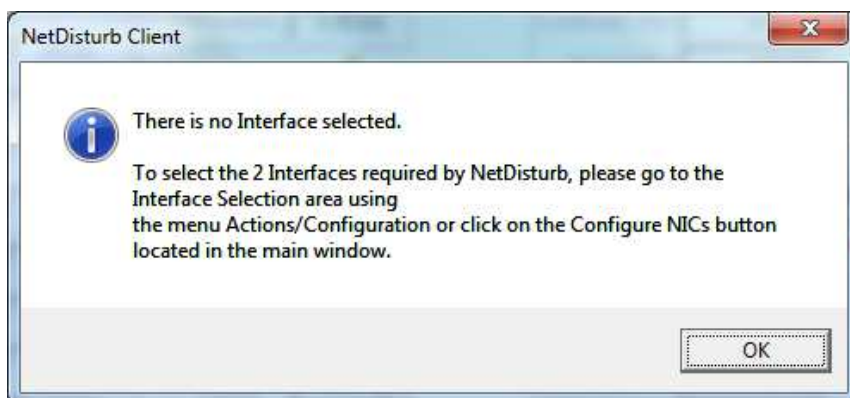 NetDisturb Client
There is no Interface selected.
To select the 2 Interfaces required by NetDisturb, please go to the
Interface Selection area using
the menu Actions/Configuration or click on the Configure NICs button
located in the main window.
OK